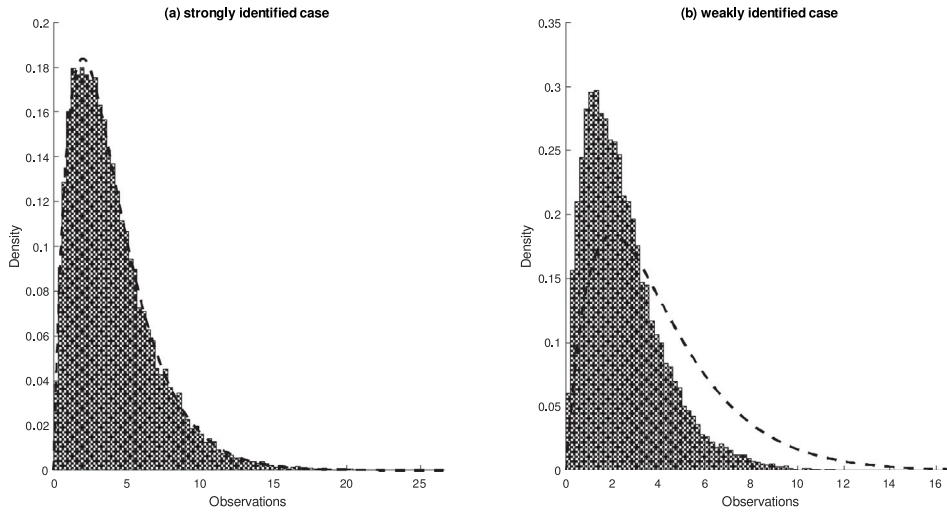 (a) strongly identified case
0.2
0.18
0.16
0.14
0.12
0.1
0.08
0.06
0.04
0.02
0
Density
0 5 10 15 20 25
Observations
(b) weakly identified case
0.35
0.3
0.25
0.2
0.15
0.1
0.05
0
Density
0 2 4 6 8 10 12 14 16
Observations